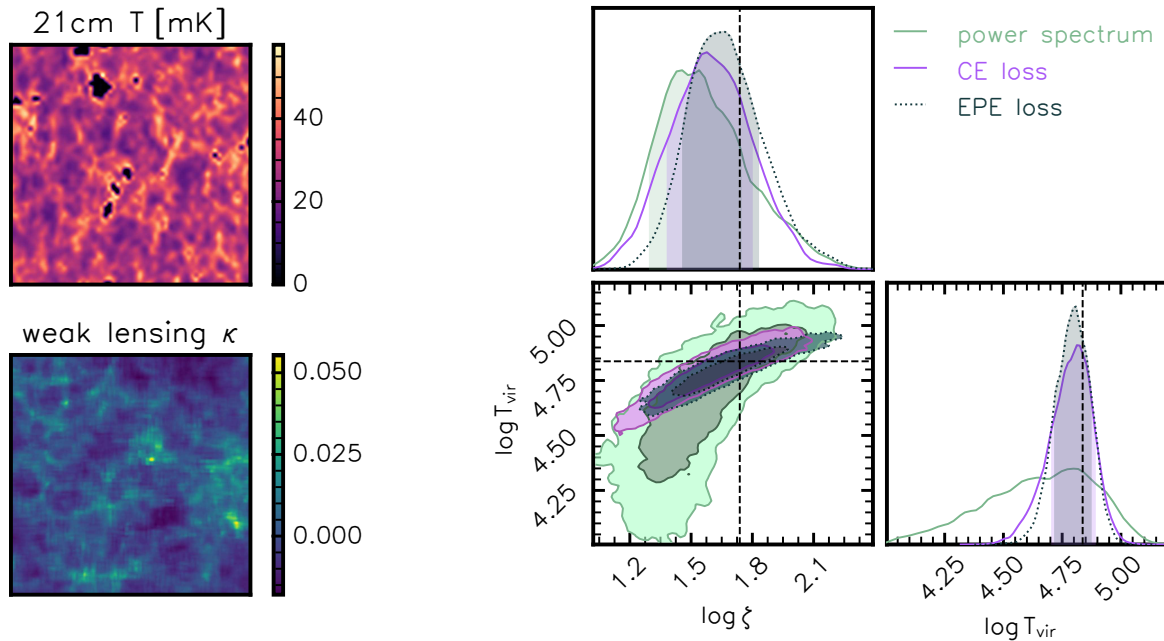 21cm T [mK]
40
20
0
weak lensing κ
0.050
0.025
0.000
power spectrum
CE loss
EPE loss
log T_vir
5.00
4.75
4.50
4.25
1.2
1.5
1.8
2.1
log ζ
4.25
4.50
4.75
5.00
log T_vir